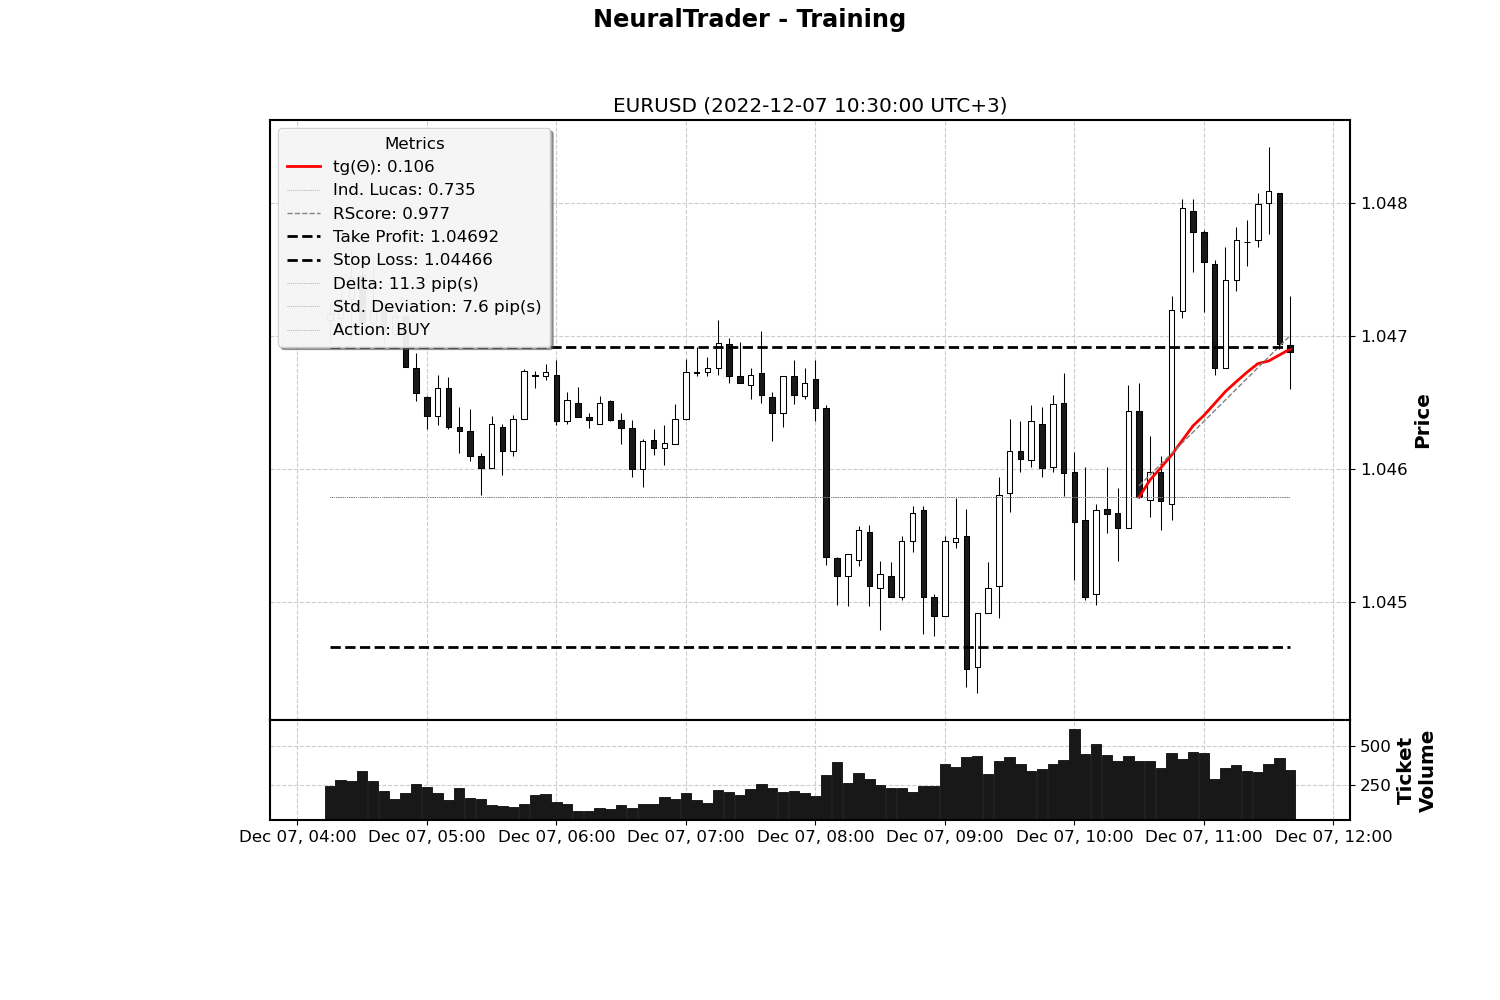 NeuralTrader - Training
EURUSD (2022-12-07 10:30:00 UTC+3)
Metrics
tg(Θ): 0.106
Ind. Lucas: 0.735
RScore: 0.977
Take Profit: 1.04692
Stop Loss: 1.04466
Delta: 11.3 pip(s)
Std. Deviation: 7.6 pip(s)
Action: BUY
1.048
1.047
1.046
1.045
Price
500
250
Ticket
Volume
Dec 07, 04:00 Dec 07, 05:00 Dec 07, 06:00 Dec 07, 07:00 Dec 07, 08:00 Dec 07, 09:00 Dec 07, 10:00 Dec 07, 11:00 Dec 07, 12:00